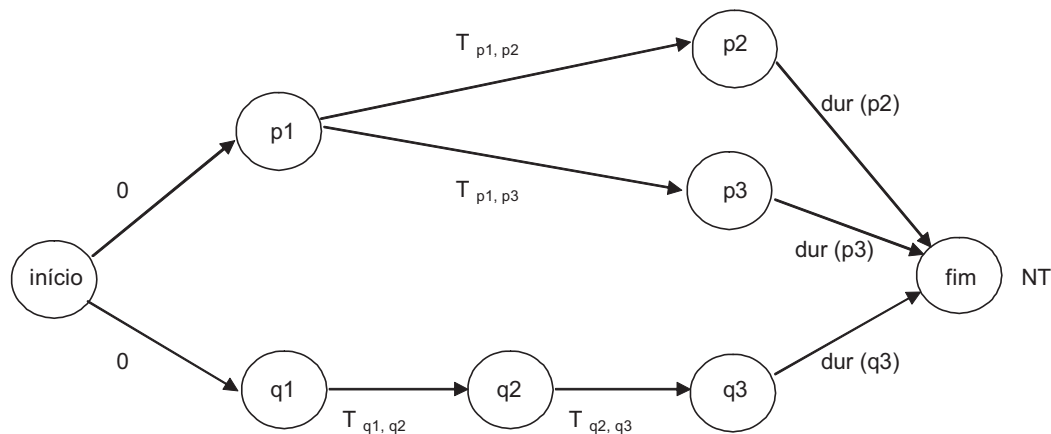 T p1, p2
p2
dur (p2)
p1
0
T p1, p3
p3
dur (p3)
início
fim
NT
0
q1
T q1, q2
q2
T q2, q3
q3
dur (q3)